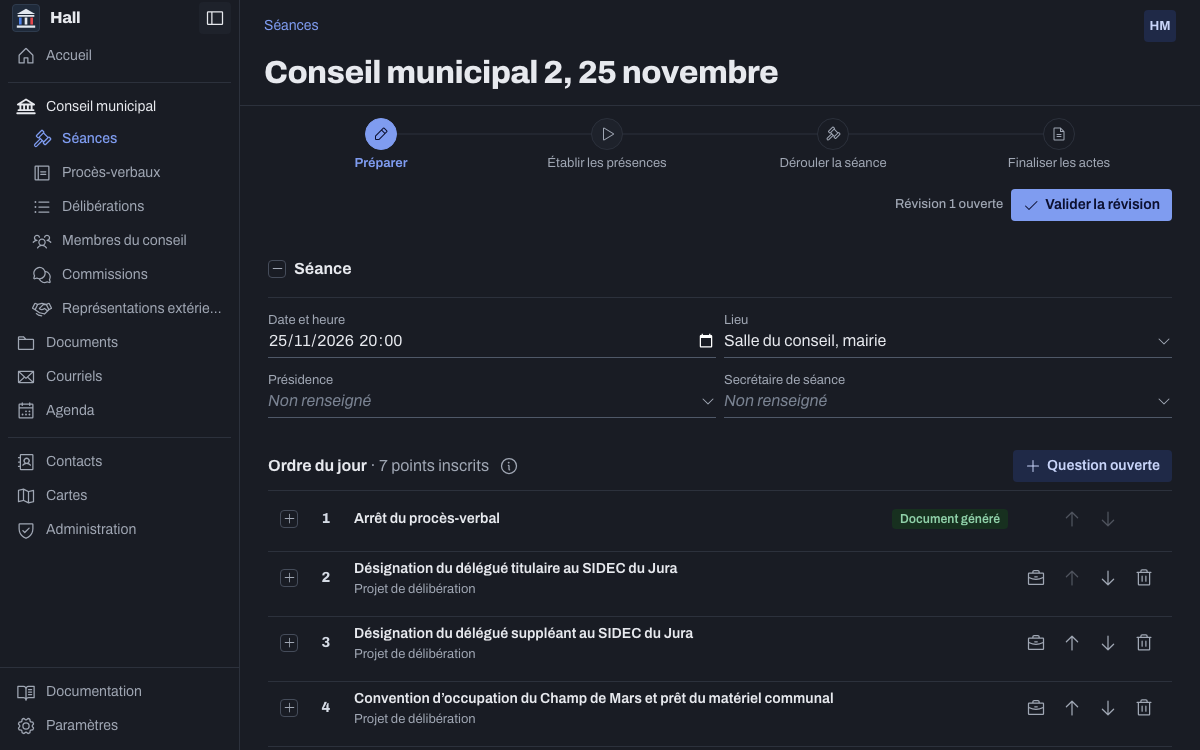 Hall
Accueil
Conseil municipal
Séances
Procès-verbaux
Délibérations
Membres du conseil
Commissions
Représentations extérie...
Documents
Courriels
Agenda
Contacts
Cartes
Administration
Documentation
Paramètres
Séances
HM
Conseil municipal 2, 25 novembre
Préparer
Établir les présences
Dérouler la séance
Finaliser les actes
Révision 1 ouverte
Valider la révision
Séance
Date et heure
25/11/2026 20:00
Lieu
Salle du conseil, mairie
Présidence
Non renseigné
Secrétaire de séance
Non renseigné
Ordre du jour · 7 points inscrits
Question ouverte
1 Arrêt du procès-verbal Document généré
2 Désignation du délégué titulaire au SIDEC du Jura
Projet de délibération
3 Désignation du délégué suppléant au SIDEC du Jura
Projet de délibération
4 Convention d’occupation du Champ de Mars et prêt du matériel communal
Projet de délibération